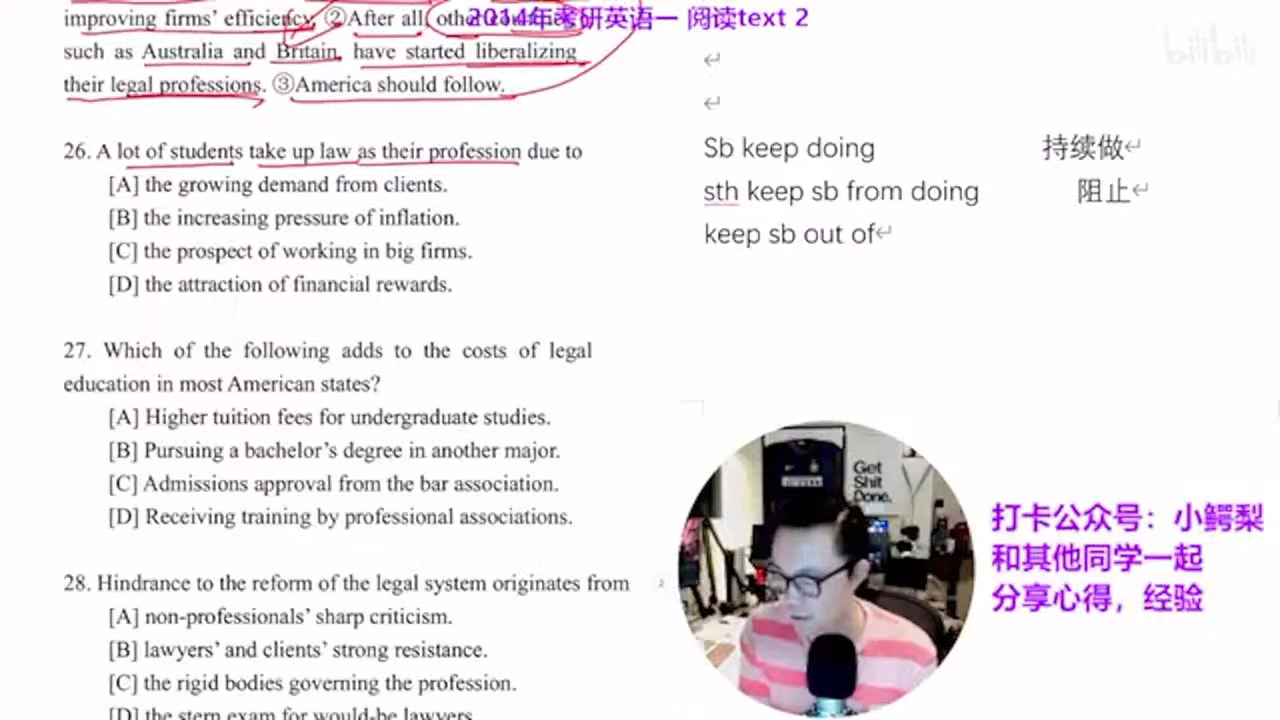 improving firms' efficiency. ②After all, other
2014年考研英语一 阅读text 2
such as Australia and Britain, have started liberalizing
their legal professions. ③America should follow.
26. A lot of students take up law as their profession due to
[A] the growing demand from clients.
[B] the increasing pressure of inflation.
[C] the prospect of working in big firms.
[D] the attraction of financial rewards.
27. Which of the following adds to the costs of legal
education in most American states?
[A] Higher tuition fees for undergraduate studies.
[B] Pursuing a bachelor's degree in another major.
[C] Admissions approval from the bar association.
[D] Receiving training by professional associations.
28. Hindrance to the reform of the legal system originates from
[A] non-professionals' sharp criticism.
[B] lawyers' and clients' strong resistance.
[C] the rigid bodies governing the profession.
[D] the stern exam for would-be lawyers.
bilibili
Sb keep doing 持续做
sth keep sb from doing 阻止
keep sb out of
2
Get
Shit
Done.
打卡公众号：小鳄梨
和其他同学一起
分享心得，经验